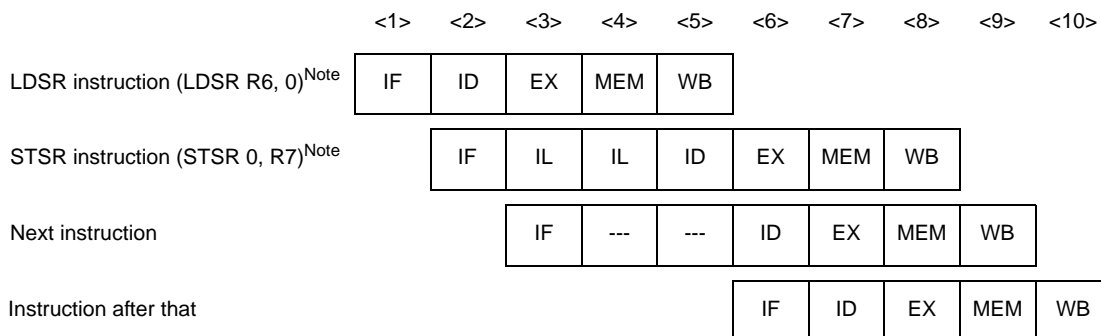 <1> <2> <3> <4> <5> <6> <7> <8> <9> <10>
LDSR instruction (LDSR R6, 0)Note IF ID EX MEM WB
STSR instruction (STSR 0, R7)Note IF IL IL ID EX MEM WB
Next instruction IF --- --- ID EX MEM WB
Instruction after that IF ID EX MEM WB